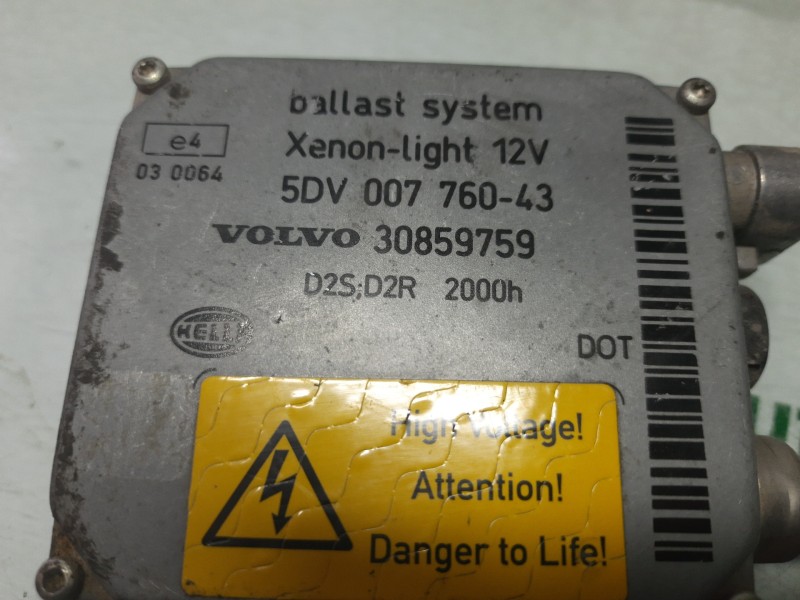 ballast system
e4
Xenon-light 12V
03 0064
5DV 007 760-43
VOLVO 30859759
D2S;D2R 2000h
HELLA
DOT
High Voltage!
Attention!
Danger to Life!